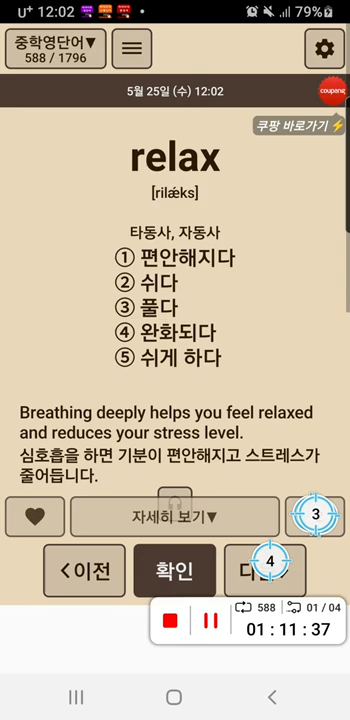 U⁺ 12:02 79%
중학영단어▼
588 / 1796
5월 25일 (수) 12:02
coupang
쿠팡 바로가기⚡
relax
[rilǽks]
타동사, 자동사
① 편안해지다
② 쉬다
③ 풀다
④ 완화되다
⑤ 쉬게 하다
Breathing deeply helps you feel relaxed
and reduces your stress level.
심호흡을 하면 기분이 편안해지고 스트레스가
줄어듭니다.
자세히 보기▼
3
<이전
확인
4
588 01 / 04
01 : 11 : 37